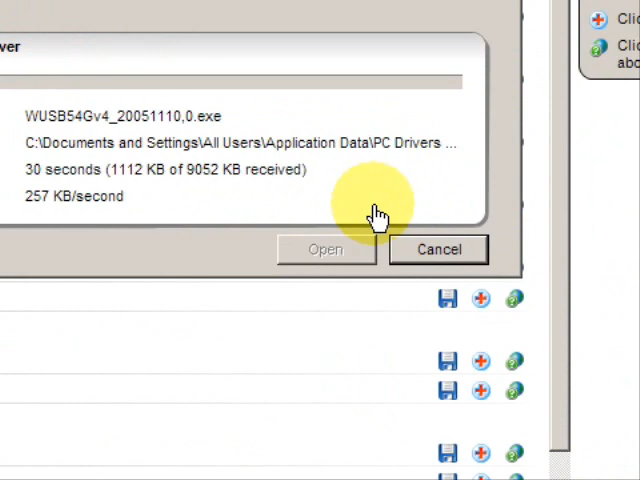 ver
Clic
Clic
abo
WUSB54Gv4_20051110,0.exe
C:\Documents and Settings\All Users\Application Data\PC Drivers ...
30 seconds (1112 KB of 9052 KB received)
257 KB/second
Open
Cancel